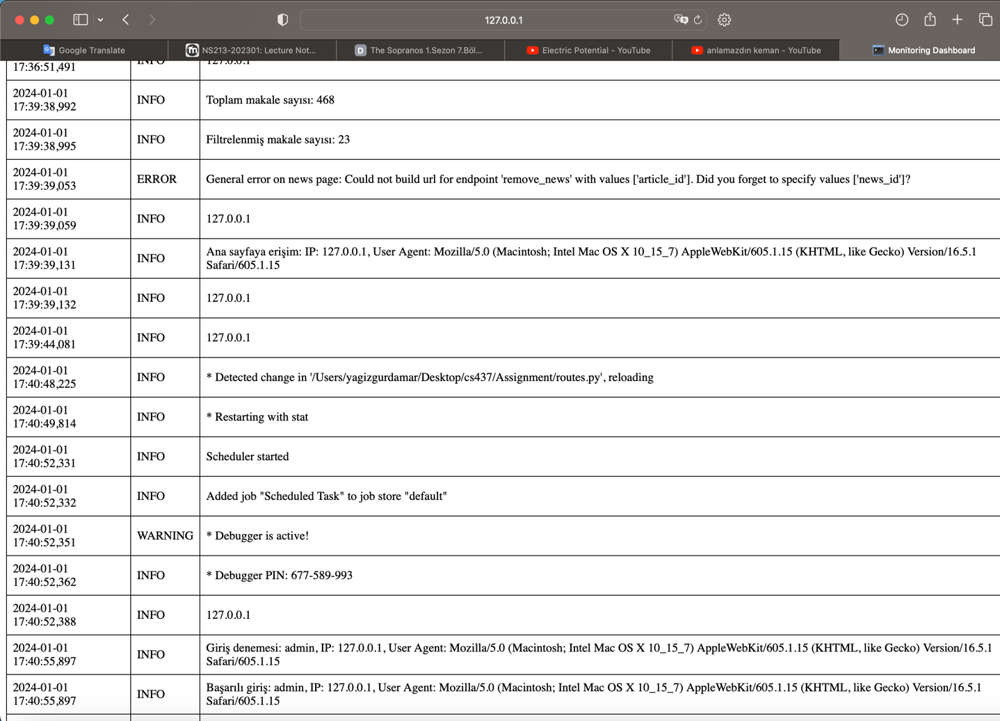 127.0.0.1
Google Translate
NS213-202301: Lecture Not...
The Sopranos 1.Sezon 7.Böl...
Electric Potential - YouTube
anlamazdın keman - YouTube
Monitoring Dashboard
17:36:51,491 INFO 127.0.0.1
2024-01-01
17:39:38,992
INFO
Toplam makale sayısı: 468
2024-01-01
17:39:38,995
INFO
Filtrelenmiş makale sayısı: 23
2024-01-01
17:39:39,053
ERROR
General error on news page: Could not build url for endpoint 'remove_news' with values ['article_id']. Did you forget to specify values ['news_id']?
2024-01-01
17:39:39,059
INFO
127.0.0.1
2024-01-01
17:39:39,131
INFO
Ana sayfaya erişim: IP: 127.0.0.1, User Agent: Mozilla/5.0 (Macintosh; Intel Mac OS X 10_15_7) AppleWebKit/605.1.15 (KHTML, like Gecko) Version/16.5.1
Safari/605.1.15
2024-01-01
17:39:39,132
INFO
127.0.0.1
2024-01-01
17:39:44,081
INFO
127.0.0.1
2024-01-01
17:40:48,225
INFO
* Detected change in '/Users/yagizgurdamar/Desktop/cs437/Assignment/routes.py', reloading
2024-01-01
17:40:49,814
INFO
* Restarting with stat
2024-01-01
17:40:52,331
INFO
Scheduler started
2024-01-01
17:40:52,332
INFO
Added job "Scheduled Task" to job store "default"
2024-01-01
17:40:52,351
WARNING
* Debugger is active!
2024-01-01
17:40:52,362
INFO
* Debugger PIN: 677-589-993
2024-01-01
17:40:52,388
INFO
127.0.0.1
2024-01-01
17:40:55,897
INFO
Giriş denemesi: admin, IP: 127.0.0.1, User Agent: Mozilla/5.0 (Macintosh; Intel Mac OS X 10_15_7) AppleWebKit/605.1.15 (KHTML, like Gecko) Version/16.5.1
Safari/605.1.15
2024-01-01
17:40:55,897
INFO
Başarılı giriş: admin, IP: 127.0.0.1, User Agent: Mozilla/5.0 (Macintosh; Intel Mac OS X 10_15_7) AppleWebKit/605.1.15 (KHTML, like Gecko) Version/16.5.1
Safari/605.1.15